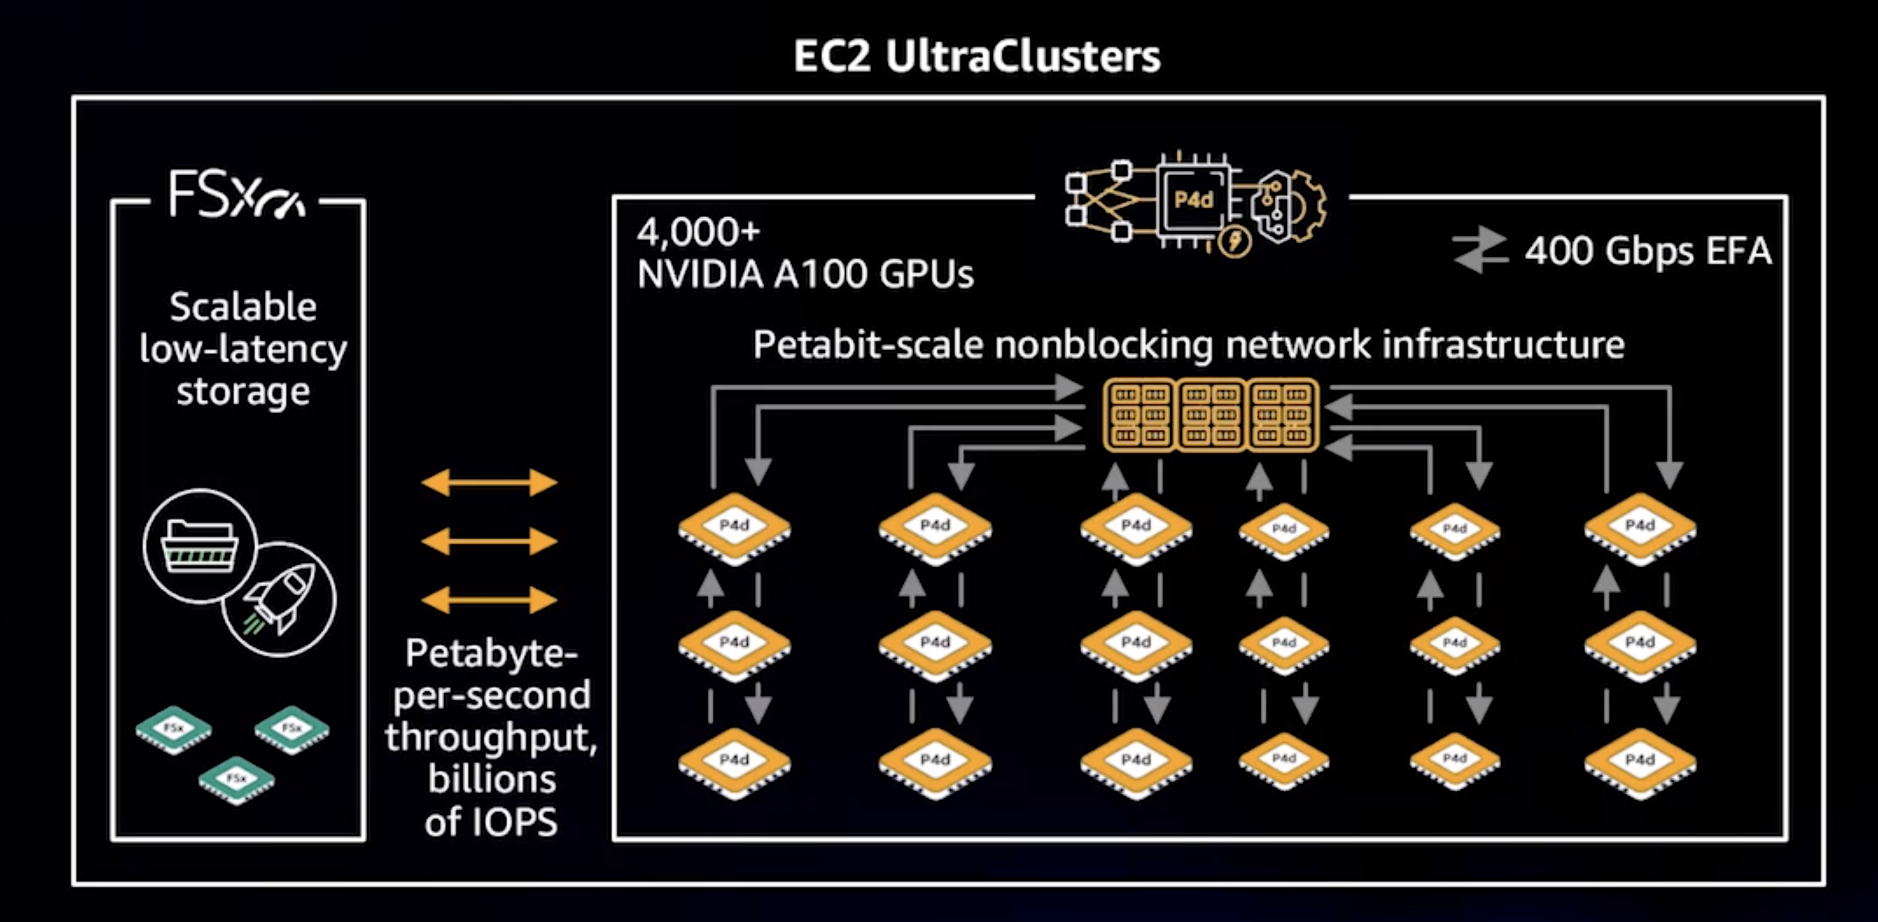 EC2 UltraClusters
FSx
Scalable
low-latency
storage
FSx
FSx
FSx
Petabyte-
per-second
throughput,
billions
of IOPS
P4d
4,000+
NVIDIA A100 GPUs
400 Gbps EFA
Petabit-scale nonblocking network infrastructure
P4d P4d P4d P4d P4d P4d
P4d P4d P4d P4d P4d P4d
P4d P4d P4d P4d P4d P4d